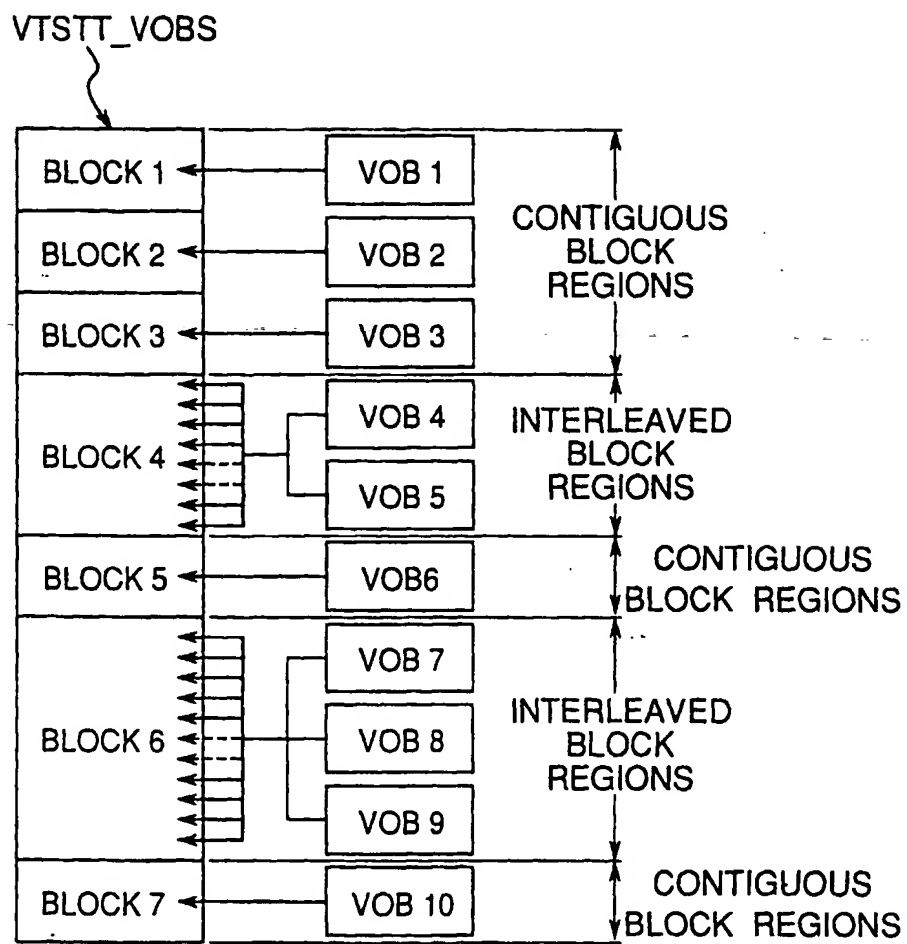 VTSTT_VOBS
BLOCK 1
VOB 1
BLOCK 2
VOB 2
BLOCK 3
VOB 3
CONTIGUOUS
BLOCK
REGIONS
BLOCK 4
VOB 4
VOB 5
INTERLEAVED
BLOCK
REGIONS
BLOCK 5
VOB6
CONTIGUOUS
BLOCK REGIONS
BLOCK 6
VOB 7
VOB 8
VOB 9
INTERLEAVED
BLOCK
REGIONS
BLOCK 7
VOB 10
CONTIGUOUS
BLOCK REGIONS